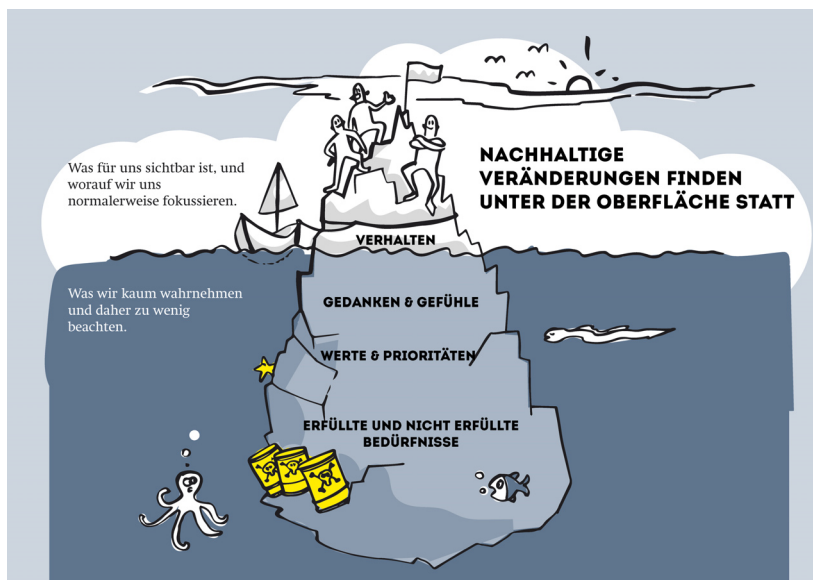 Was für uns sichtbar ist, und
worauf wir uns
normalerweise fokussieren.
NACHHALTIGE
VERÄNDERUNGEN FINDEN
UNTER DER OBERFLÄCHE STATT
VERHALTEN
Was wir kaum wahrnehmen
und daher zu wenig
beachten.
GEDANKEN & GEFÜHLE
WERTE & PRIORITÄTEN
ERFÜLLTE UND NICHT ERFÜLLTE
BEDÜRFNISSE